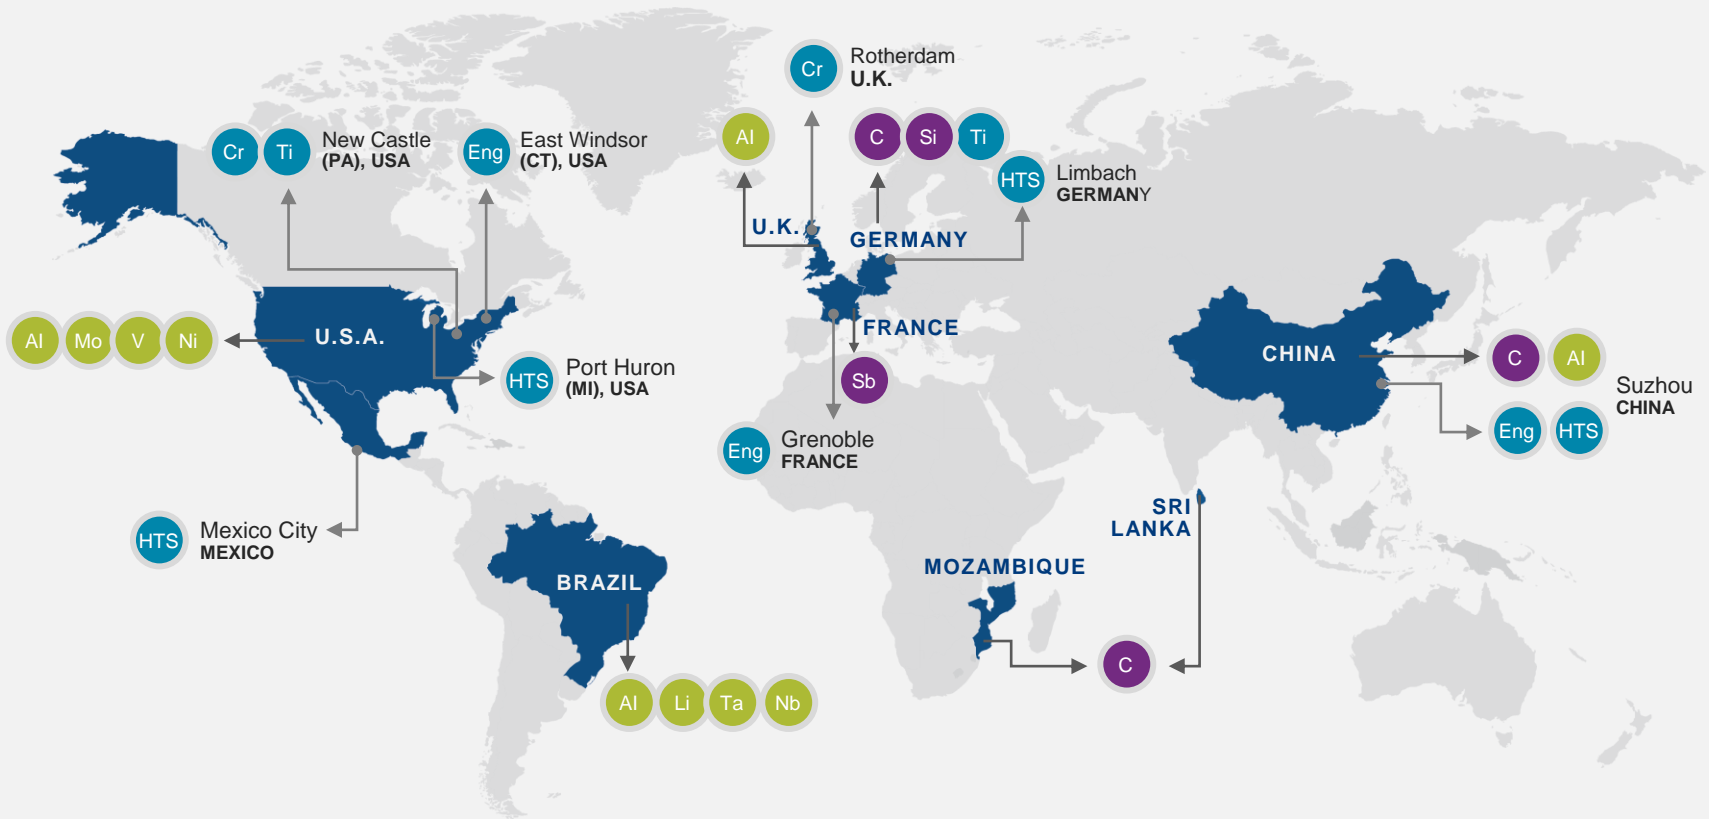 Cr
Rotherdam
U.K.
Al
C Si Ti
HTS
Limbach
GERMANY
Cr Ti
New Castle
(PA), USA
Eng
East Windsor
(CT), USA
U.K.
GERMANY
FRANCE
Al Mo V Ni
U.S.A.
HTS
Port Huron
(MI), USA
Sb
Eng
Grenoble
FRANCE
CHINA
C Al
Suzhou
CHINA
Eng HTS
HTS
Mexico City
MEXICO
BRAZIL
Al Li Ta Nb
SRI
LANKA
MOZAMBIQUE
C